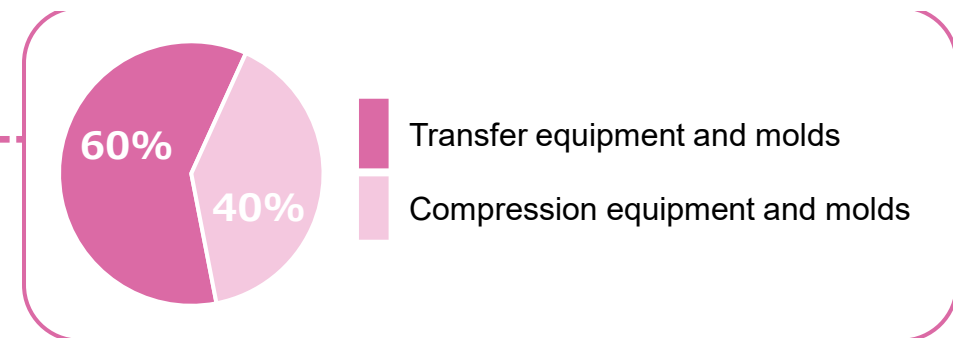 60%
40%
Transfer equipment and molds
Compression equipment and molds